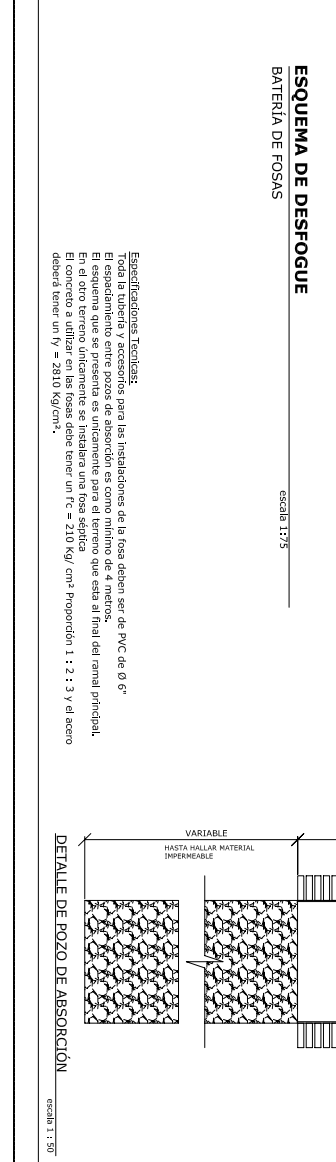 ESQUEMA DE DESFOGUE
BATERÍA DE FOSAS
escala 1:75
Especificaciones Tecnicas:
Toda la tubería y accesorios para las instalaciones de la fosa deben ser de PVC de Ø 6"
El espaciamiento entre pozos de absorción es como mínimo de 4 metros.
El esquema que se presenta es unicamente para el terreno que esta al final del ramal principal.
En el otro terreno únicamente se instalara una fosa séptica
El concreto a utilizar en las fosas debe tener un f'c = 210 Kg/ cm² Proporción 1 : 2 : 3 y el acero
deberá tener un fy = 2810 Kg/cm².
VARIABLE
HASTA HALLAR MATERIAL
IMPERMEABLE
DETALLE DE POZO DE ABSORCIÓN
escala 1 : 50